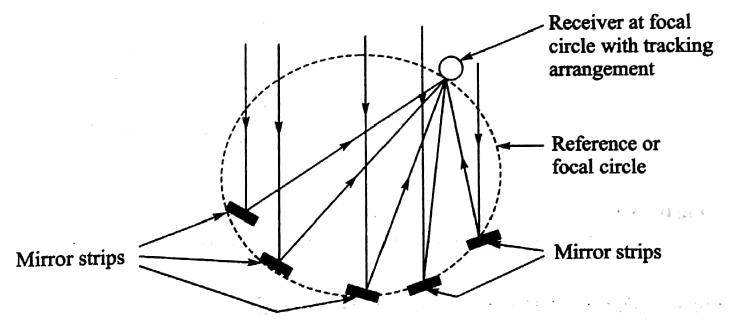 Receiver at focal
circle with tracking
arrangement
Reference or
focal circle
Mirror strips
Mirror strips